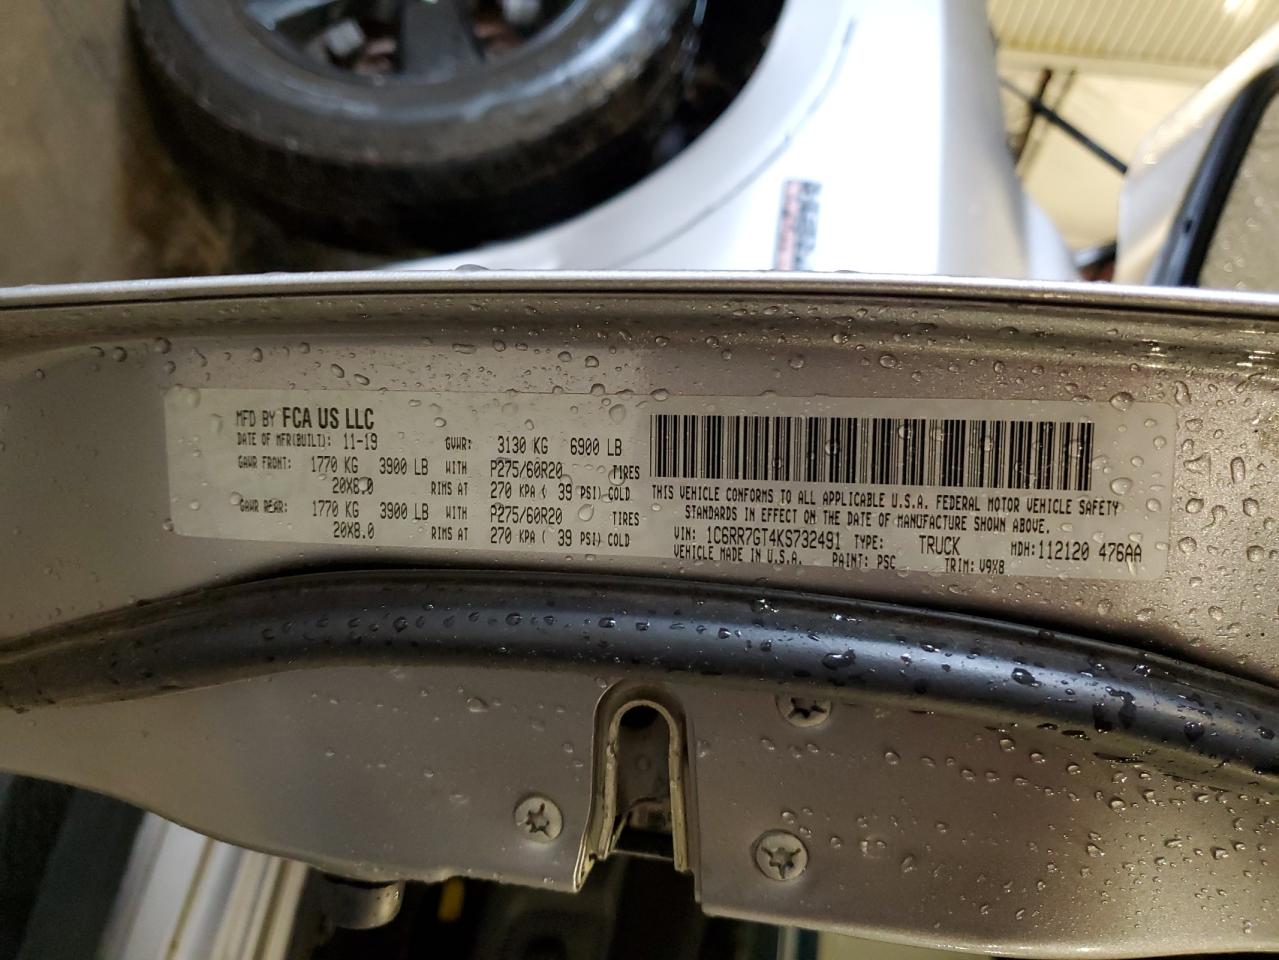 MFD BY FCA US LLC
DATE OF MFR(BUILT): 11-19 GVWR: 3130 KG 6900 LB
GAWR FRONT: 1770 KG 3900 LB WITH P275/60R20 TIRES
20X8.0 RIMS AT 270 KPA ( 39 PSI) COLD
GAWR REAR: 1770 KG 3900 LB WITH P275/60R20 TIRES
20X8.0 RIMS AT 270 KPA ( 39 PSI) COLD
THIS VEHICLE CONFORMS TO ALL APPLICABLE U.S.A. FEDERAL MOTOR VEHICLE SAFETY
STANDARDS IN EFFECT ON THE DATE OF MANUFACTURE SHOWN ABOVE.
VIN: 1C6RR7GT4KS732491 TYPE: TRUCK MDH: 112120 476AA
VEHICLE MADE IN U.S.A. PAINT: PSC TRIM: V9X8